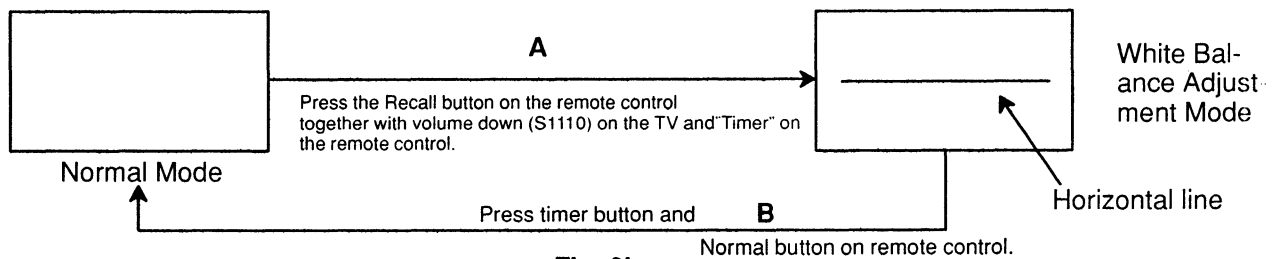 A
Press the Recall button on the remote control
together with volume down (S1110) on the TV and "Timer" on
the remote control.
Normal Mode
White Bal-
ance Adjust-
ment Mode
Horizontal line
Press timer button and B
Normal button on remote control.